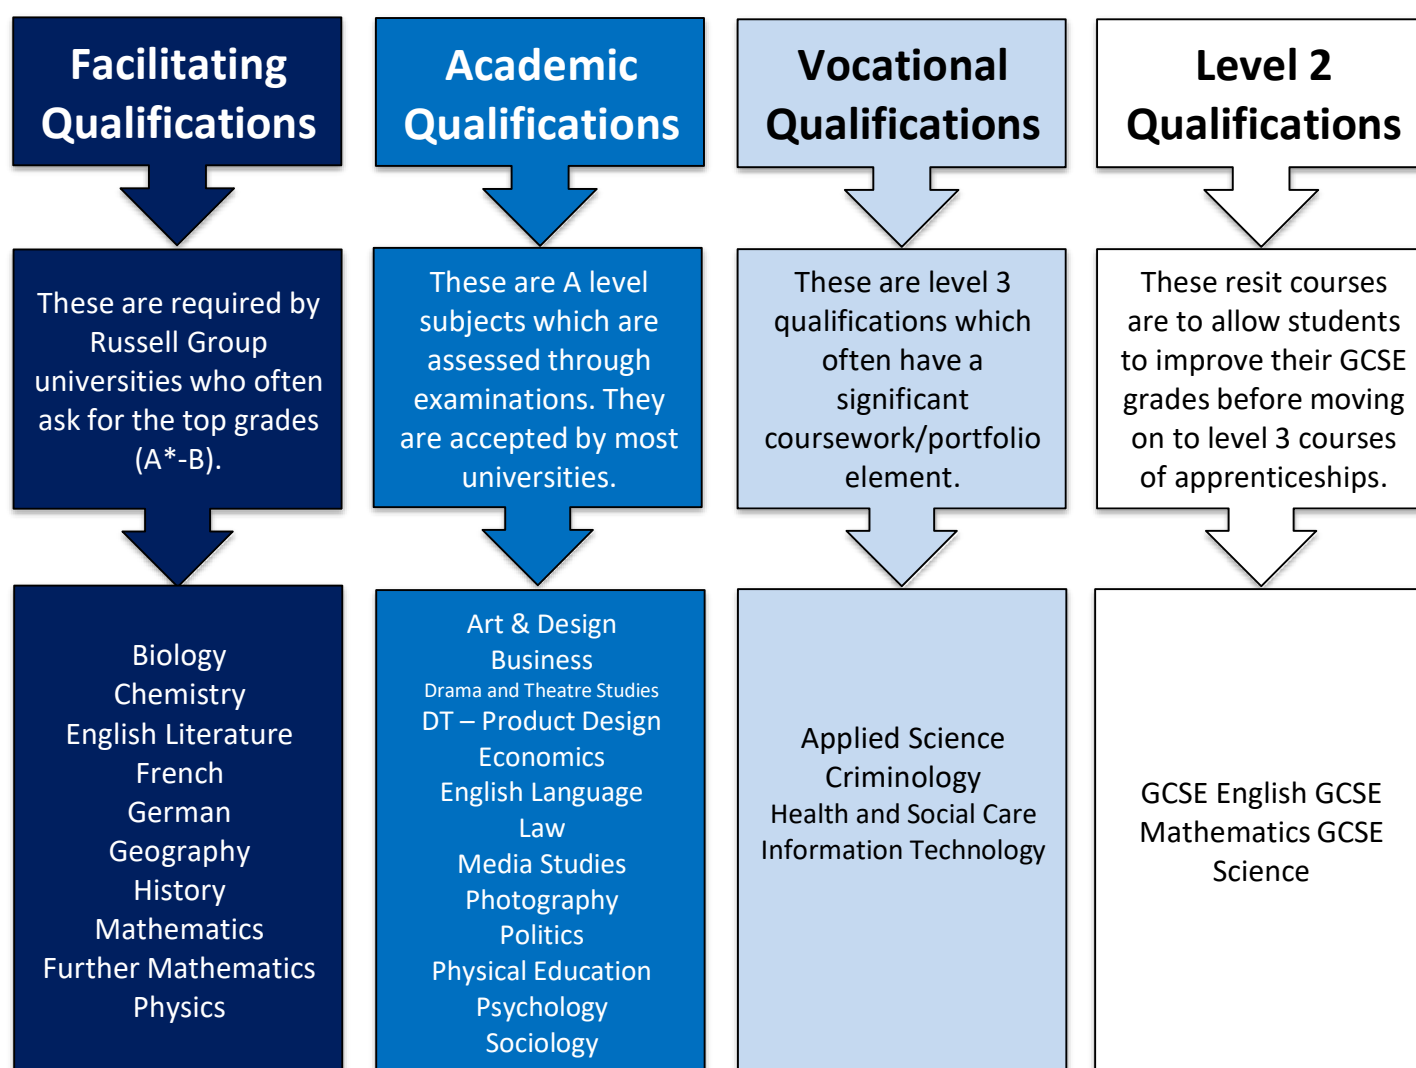 Facilitating
Qualifications
These are required by
Russell Group
universities who often
ask for the top grades
(A*-B).
Biology
Chemistry
English Literature
French
German
Geography
History
Mathematics
Further Mathematics
Physics
Academic
Qualifications
These are A level
subjects which are
assessed through
examinations. They
are accepted by most
universities.
Art & Design
Business
Drama and Theatre Studies
DT – Product Design
Economics
English Language
Law
Media Studies
Photography
Politics
Physical Education
Psychology
Sociology
Vocational
Qualifications
These are level 3
qualifications which
often have a
significant
coursework/portfolio
element.
Applied Science
Criminology
Health and Social Care
Information Technology
Level 2
Qualifications
These resit courses
are to allow students
to improve their GCSE
grades before moving
on to level 3 courses
of apprenticeships.
GCSE English GCSE
Mathematics GCSE
Science